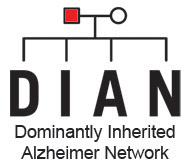 DIAN
Dominantly Inherited
Alzheimer Network